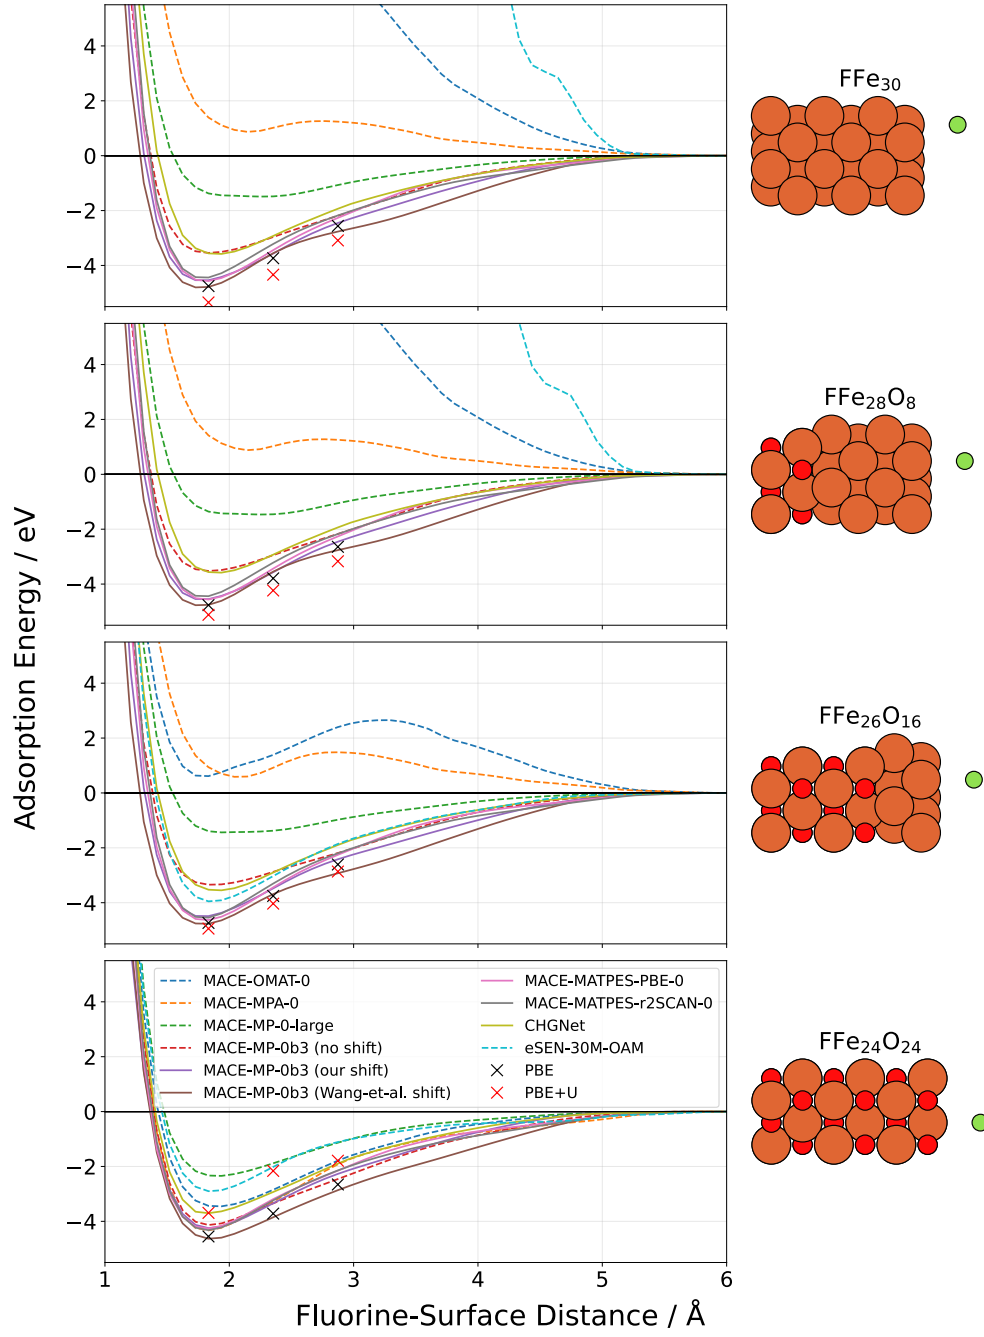 4
2
0
−2
−4
FFe₃₀
4
2
0
−2
−4
FFe₂₈O₈
Adsorption Energy / eV
4
2
0
−2
−4
FFe₂₆O₁₆
4
2
0
−2
−4
MACE-OMAT-0
MACE-MPA-0
MACE-MP-0-large
MACE-MP-0b3 (no shift)
MACE-MP-0b3 (our shift)
MACE-MP-0b3 (Wang-et-al. shift)
MACE-MATPES-PBE-0
MACE-MATPES-r2SCAN-0
CHGNet
eSEN-30M-OAM
PBE
PBE+U
FFe₂₄O₂₄
1 2 3 4 5 6
Fluorine-Surface Distance / Å